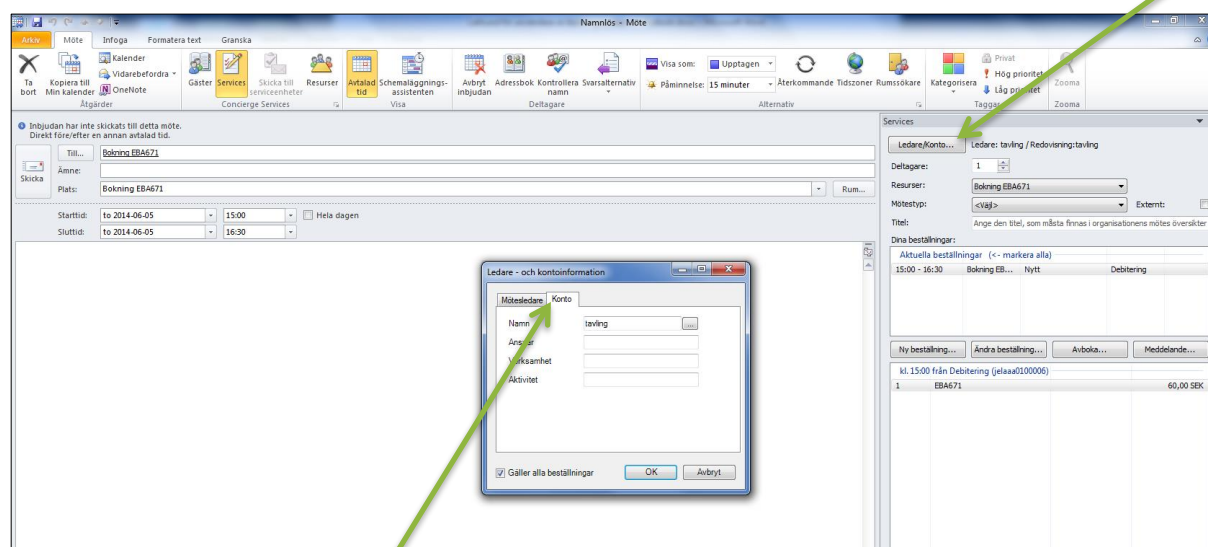 Namnlös - Möte
Arkiv Möte Infoga Formatera text Granska
Ta bort
Kopiera till Min kalender
Kalender
Vidarebefordra
OneNote
Åtgärder
Gäster
Services
Skicka till serviceenheter
Resurser
Concierge Services
Avtalad tid
Schemaläggnings-assistenten
Visa
Avbryt inbjudan
Adressbok
Kontrollera namn
Svarsalternativ
Deltagare
Visa som: Upptagen
Påminnelse: 15 minuter
Återkommande
Tidszoner
Rumssökare
Alternativ
Kategorisera
Privat
Hög prioritet
Låg prioritet
Taggar
Zooma
Zooma
Inbjudan har inte skickats till detta möte.
Direkt före/efter en annan avtalad tid.
Skicka
Till... Bokning EBA671
Ämne:
Plats: Bokning EBA671 Rum...
Starttid: to 2014-06-05 15:00 Hela dagen
Sluttid: to 2014-06-05 16:30
Ledare - och kontoinformation
Mötesledare Konto
Namn tavling ...
Ansvar
Verksamhet
Aktivitet
Gäller alla beställningar OK Avbryt
Services
Ledare/Konto... Ledare: tavling / Redovisning:tavling
Deltagare: 1
Resurser: Bokning EBA671
Mötestyp: <Välj> Externt:
Titel: Ange den titel, som måsta finnas i organisationens mötes översikter
Dina beställningar:
Aktuella beställningar (<- markera alla)
15:00 - 16:30 Bokning EB... Nytt Debitering
Ny beställning... Ändra beställning... Avboka... Meddelande...
kl. 15:00 från Debitering (jelaaa0100006)
1 EBA671 60,00 SEK